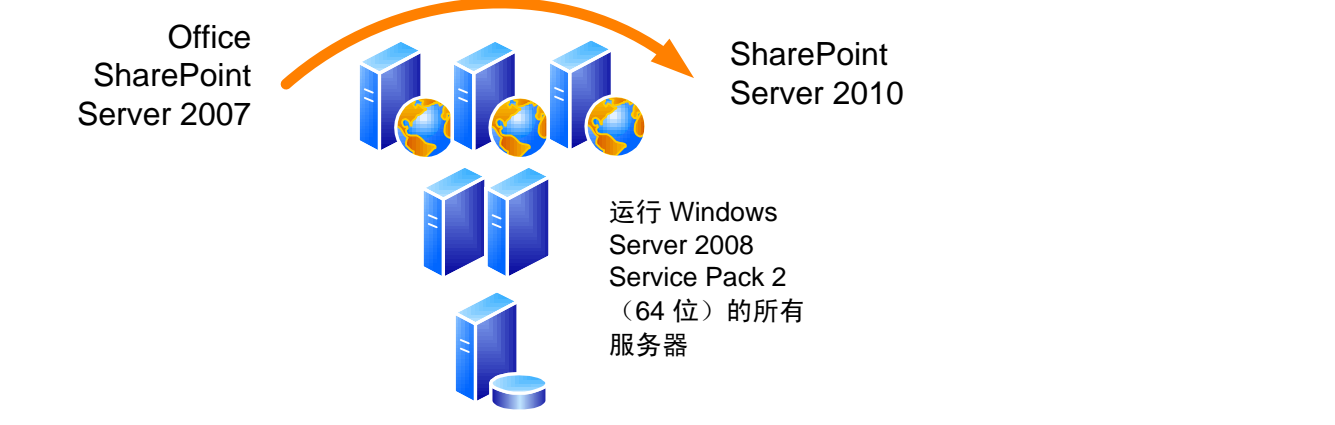 Office
SharePoint
Server 2007
SharePoint
Server 2010
运行 Windows
Server 2008
Service Pack 2
（64 位）的所有
服务器